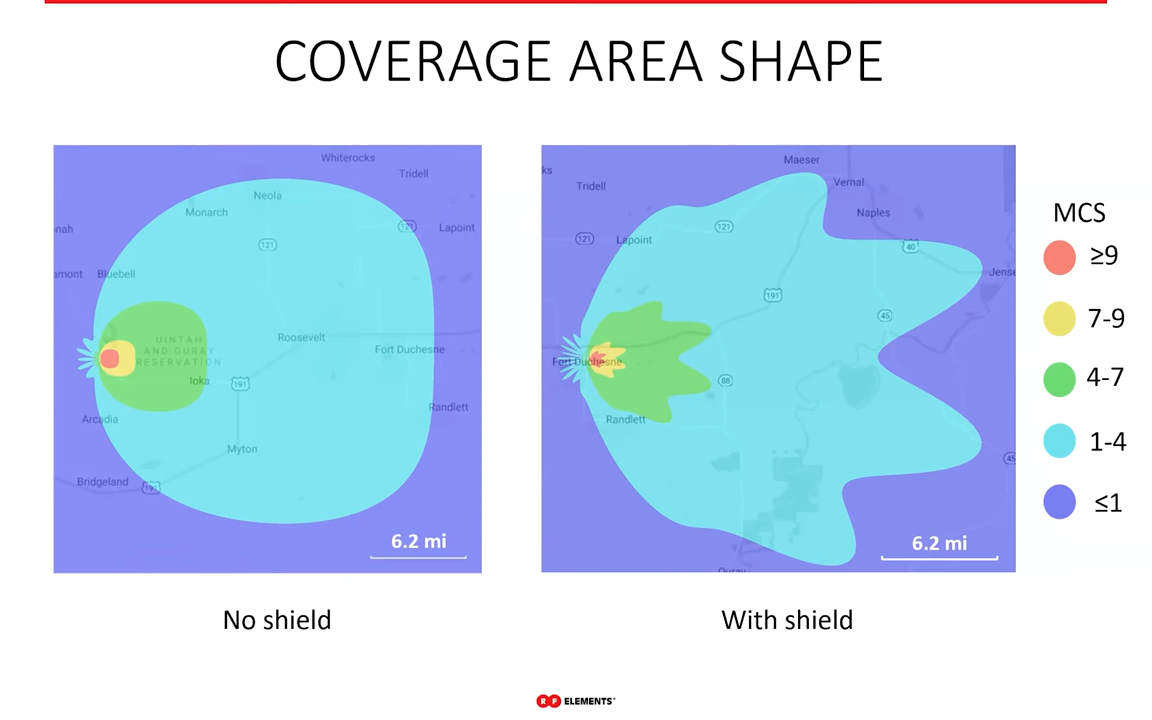 COVERAGE AREA SHAPE
Whiterocks
Tridell
Neola
Monarch
121
121
Lapoint
nah
amont
Bluebell
UINTAH
AND OURAY
RESERVATION
Roosevelt
Fort Duchesne
Ioka
191
Arcadia
Randlett
Myton
Bridgeland
191
6.2 mi
No shield
ks
Maeser
Tridell
Vernal
Naples
121
121
Lapoint
40
Jense
191
45
Fort Duchesne
88
Randlett
45
Ouray
6.2 mi
With shield
MCS
≥9
7-9
4-7
1-4
≤1
RF ELEMENTS®